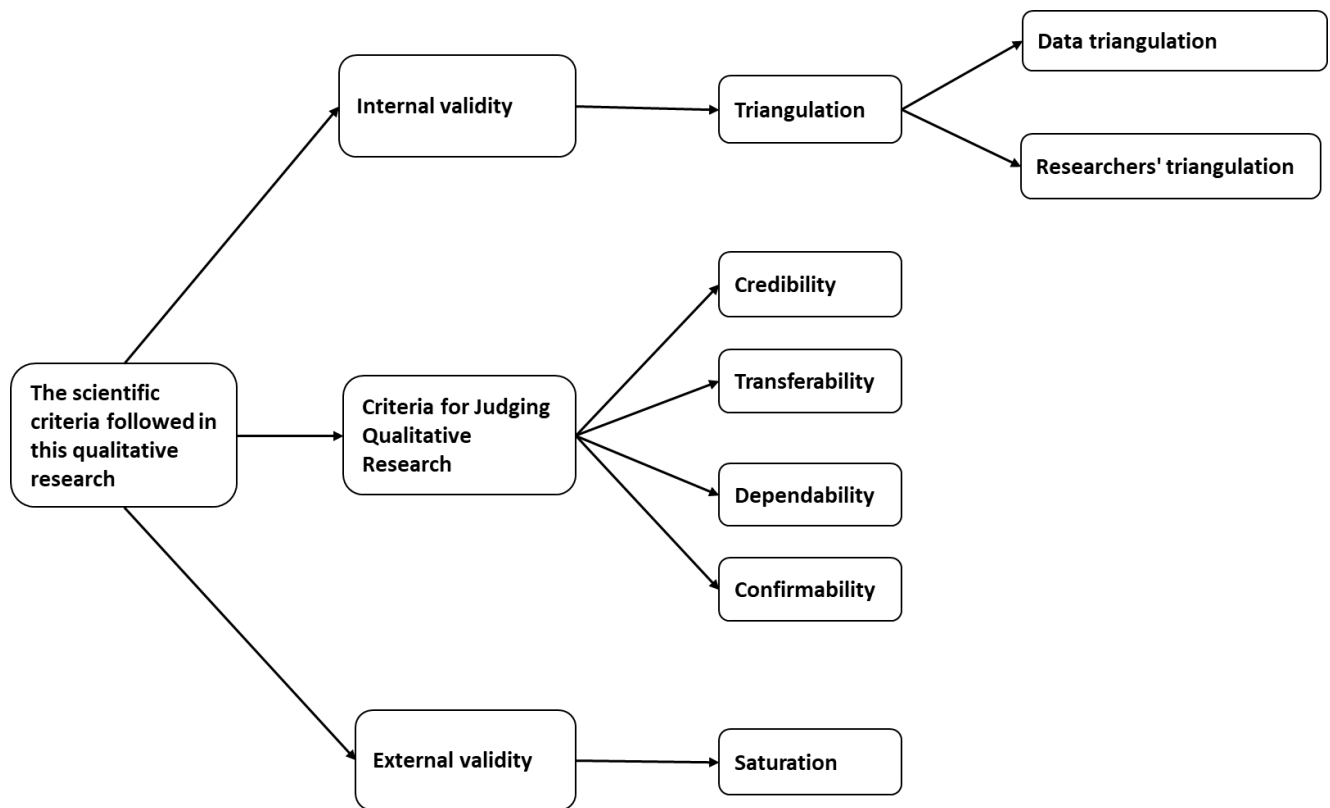 Data triangulation
Internal validity
Triangulation
Researchers' triangulation
Credibility
The scientific
criteria followed in
this qualitative
research
Criteria for Judging
Qualitative
Research
Transferability
Dependability
Confirmability
External validity
Saturation